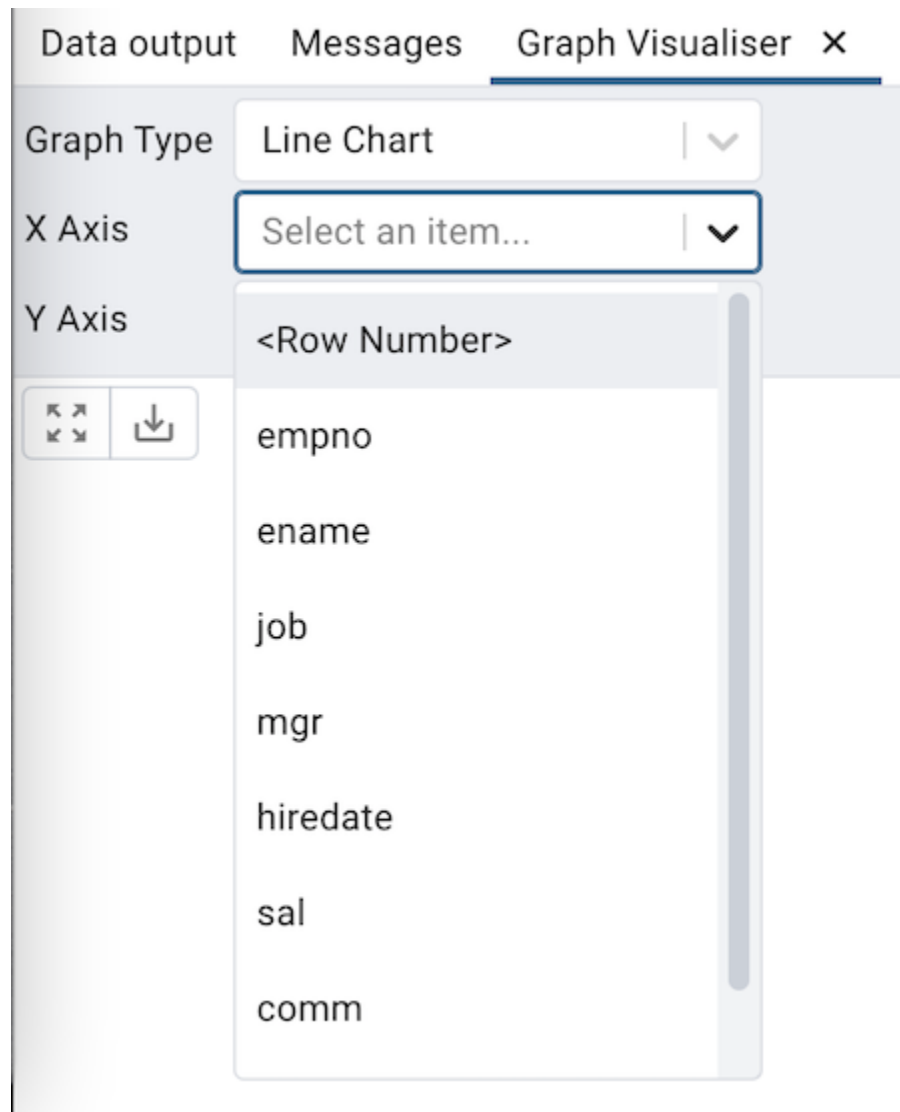 Data output Messages Graph Visualiser ×
Graph Type Line Chart
X Axis Select an item...
Y Axis
<Row Number>
empno
ename
job
mgr
hiredate
sal
comm